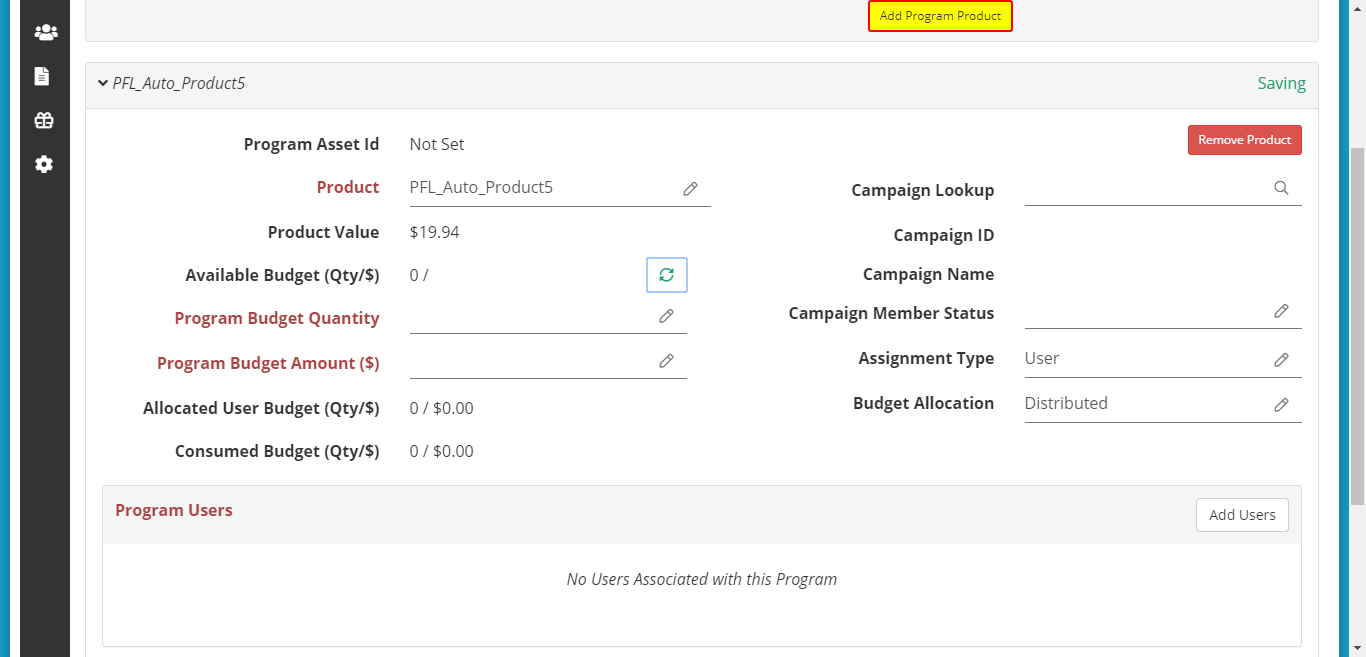 Add Program Product
PFL_Auto_Product5
Saving
Remove Product
Program Asset Id Not Set
Product PFL_Auto_Product5
Product Value $19.94
Available Budget (Qty/$) 0 /
Program Budget Quantity
Program Budget Amount ($)
Allocated User Budget (Qty/$) 0 / $0.00
Consumed Budget (Qty/$) 0 / $0.00
Campaign Lookup
Campaign ID
Campaign Name
Campaign Member Status
Assignment Type User
Budget Allocation Distributed
Program Users
Add Users
No Users Associated with this Program